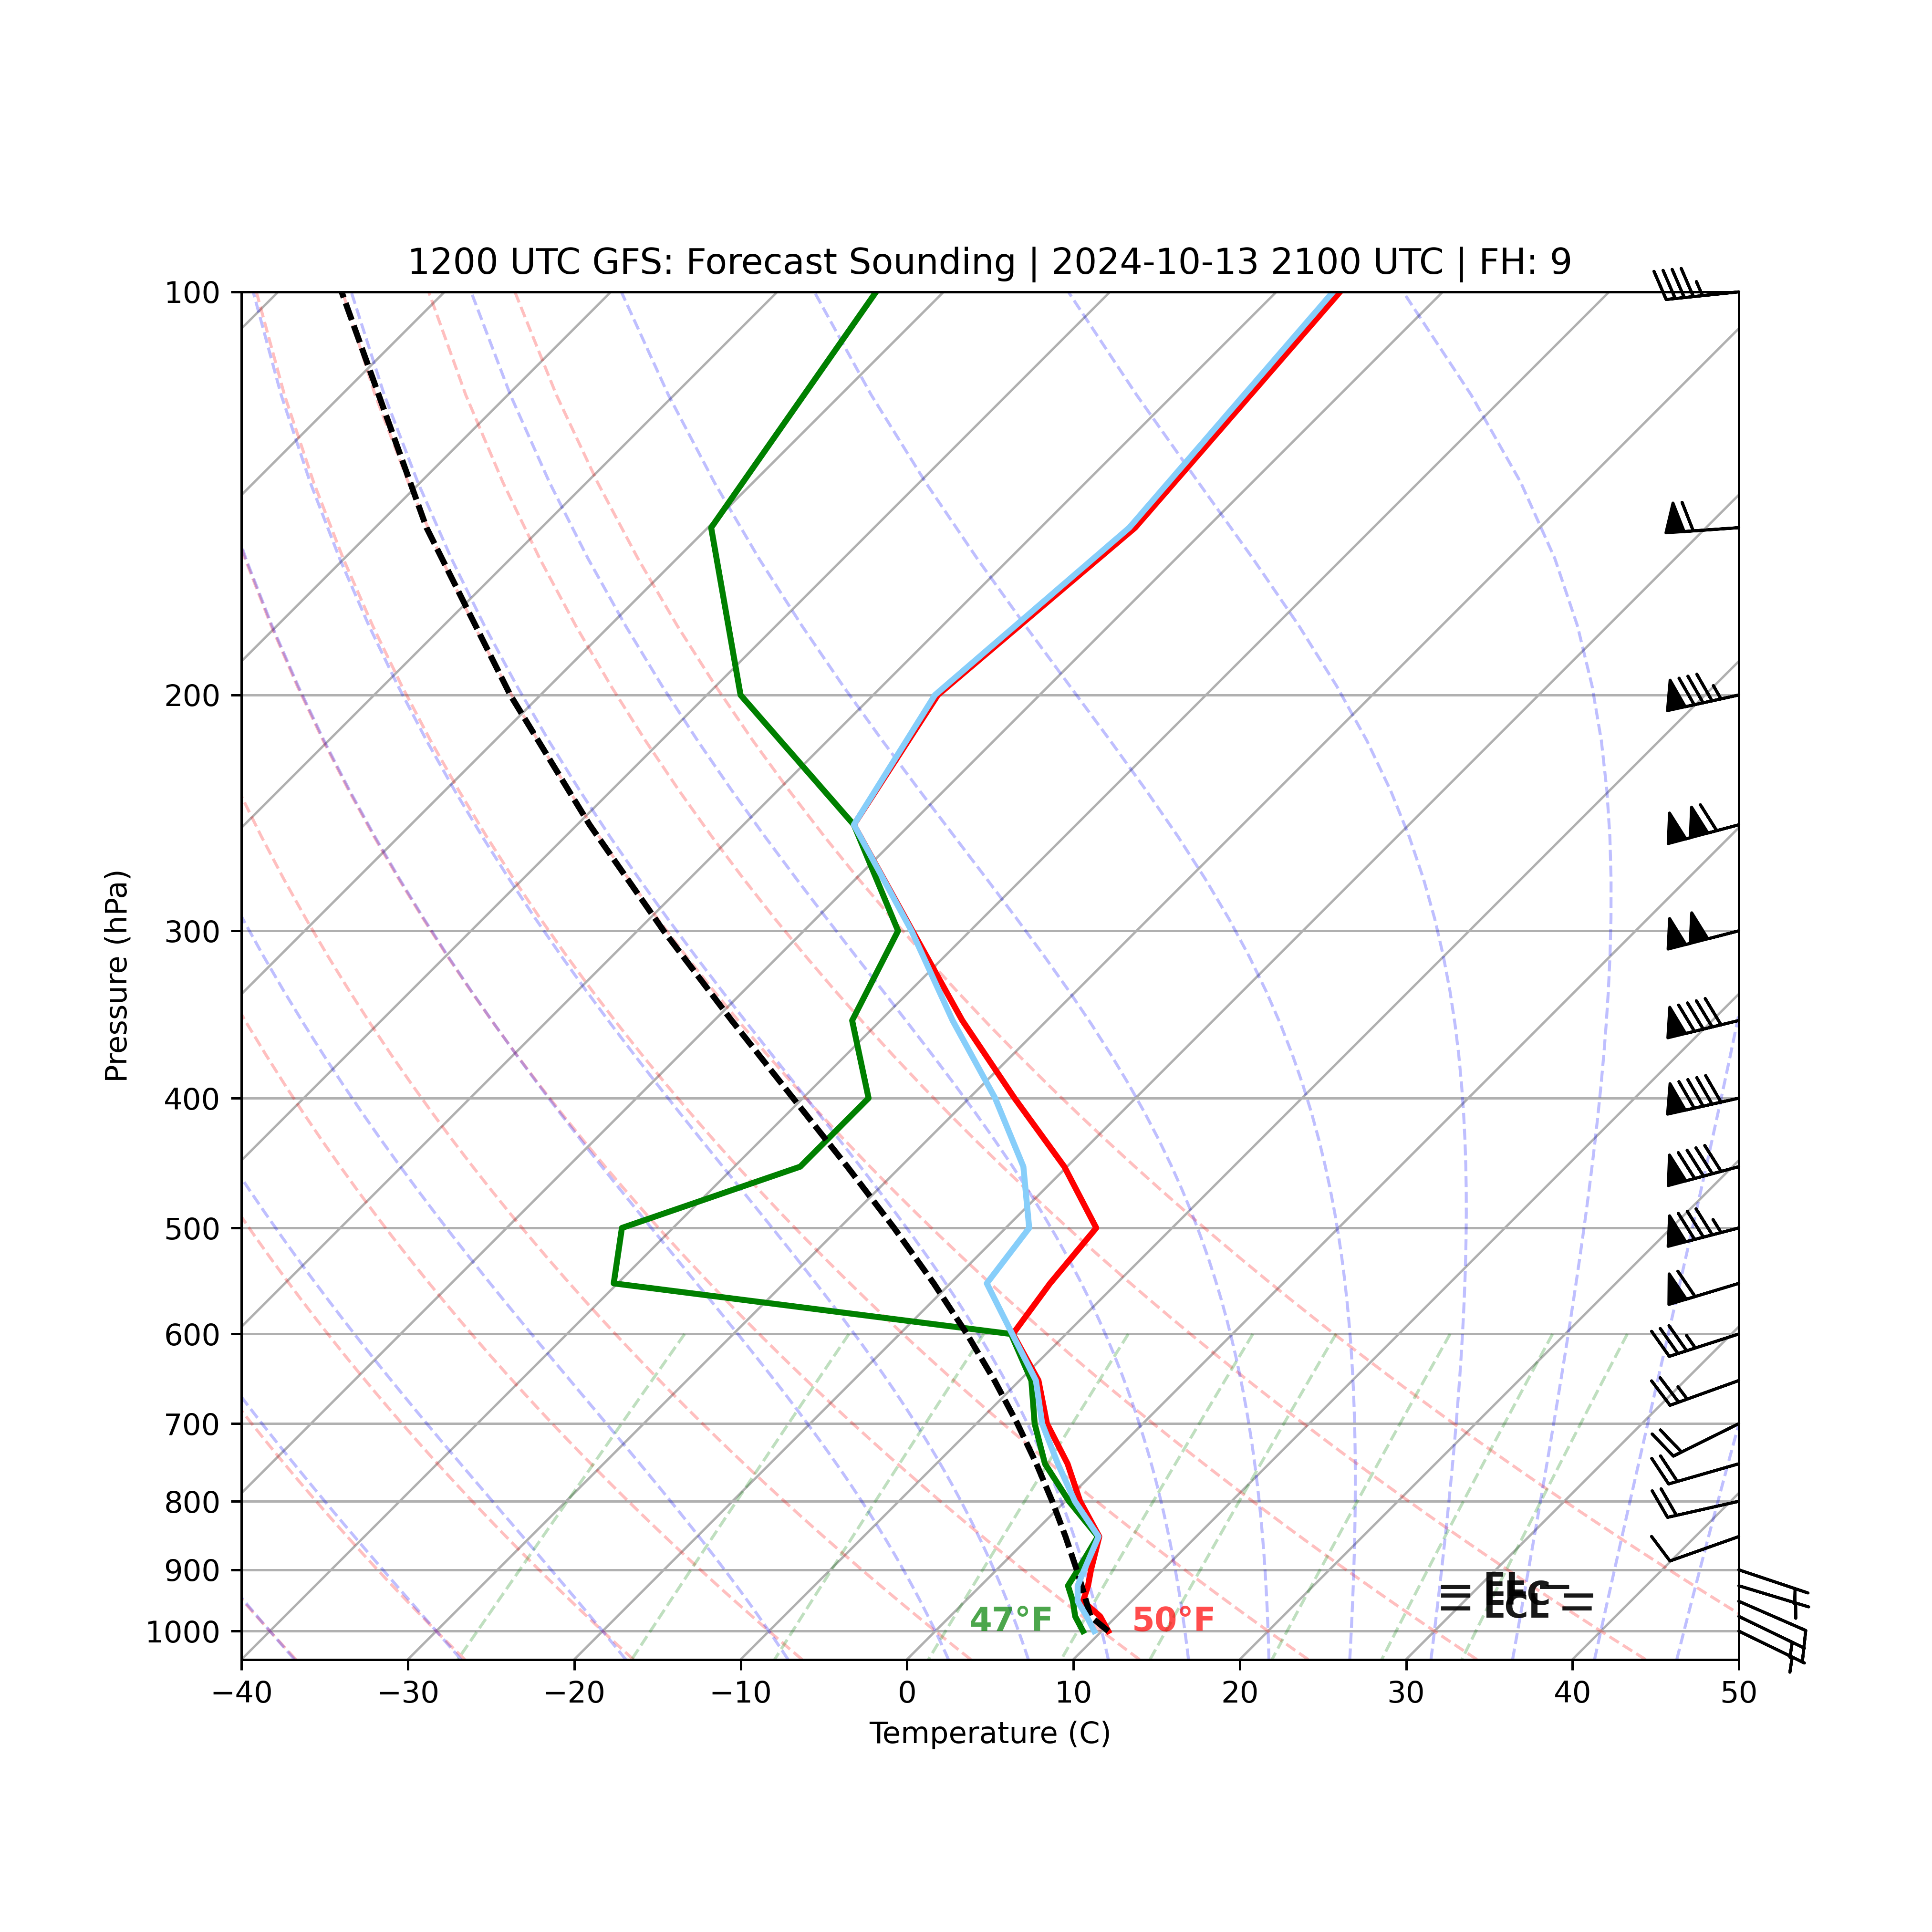 1200 UTC GFS: Forecast Sounding | 2024-10-13 2100 UTC | FH: 9
100
200
300
400
500
600
700
800
900
1000
Pressure (hPa)
EL
LFC
LCL
47°F
50°F
−40 −30 −20 −10 0 10 20 30 40 50
Temperature (C)